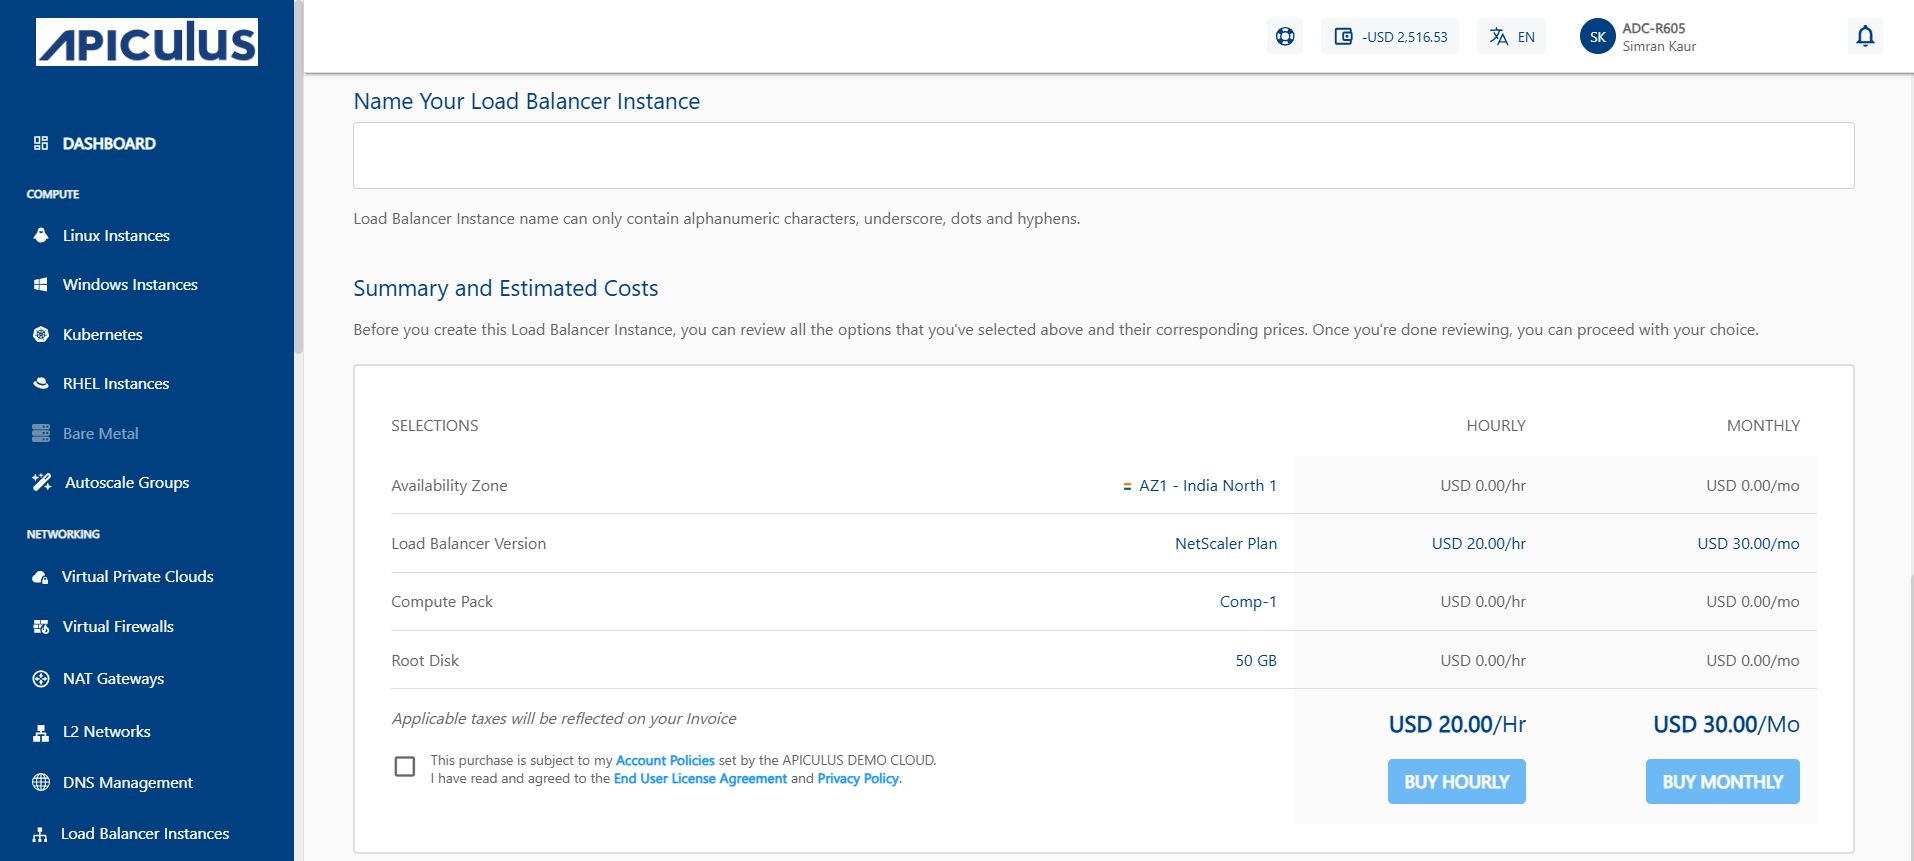 APICULUS
-USD 2,516.53
EN
SK
ADC-R605
Simran Kaur
DASHBOARD
COMPUTE
Linux Instances
Windows Instances
Kubernetes
RHEL Instances
Bare Metal
Autoscale Groups
NETWORKING
Virtual Private Clouds
Virtual Firewalls
NAT Gateways
L2 Networks
DNS Management
Load Balancer Instances
Name Your Load Balancer Instance
Load Balancer Instance name can only contain alphanumeric characters, underscore, dots and hyphens.
Summary and Estimated Costs
Before you create this Load Balancer Instance, you can review all the options that you've selected above and their corresponding prices. Once you're done reviewing, you can proceed with your choice.
SELECTIONS HOURLY MONTHLY
Availability Zone AZ1 - India North 1 USD 0.00/hr USD 0.00/mo
Load Balancer Version NetScaler Plan USD 20.00/hr USD 30.00/mo
Compute Pack Comp-1 USD 0.00/hr USD 0.00/mo
Root Disk 50 GB USD 0.00/hr USD 0.00/mo
Applicable taxes will be reflected on your Invoice USD 20.00/Hr USD 30.00/Mo
This purchase is subject to my Account Policies set by the APICULUS DEMO CLOUD.
I have read and agreed to the End User License Agreement and Privacy Policy.
BUY HOURLY BUY MONTHLY